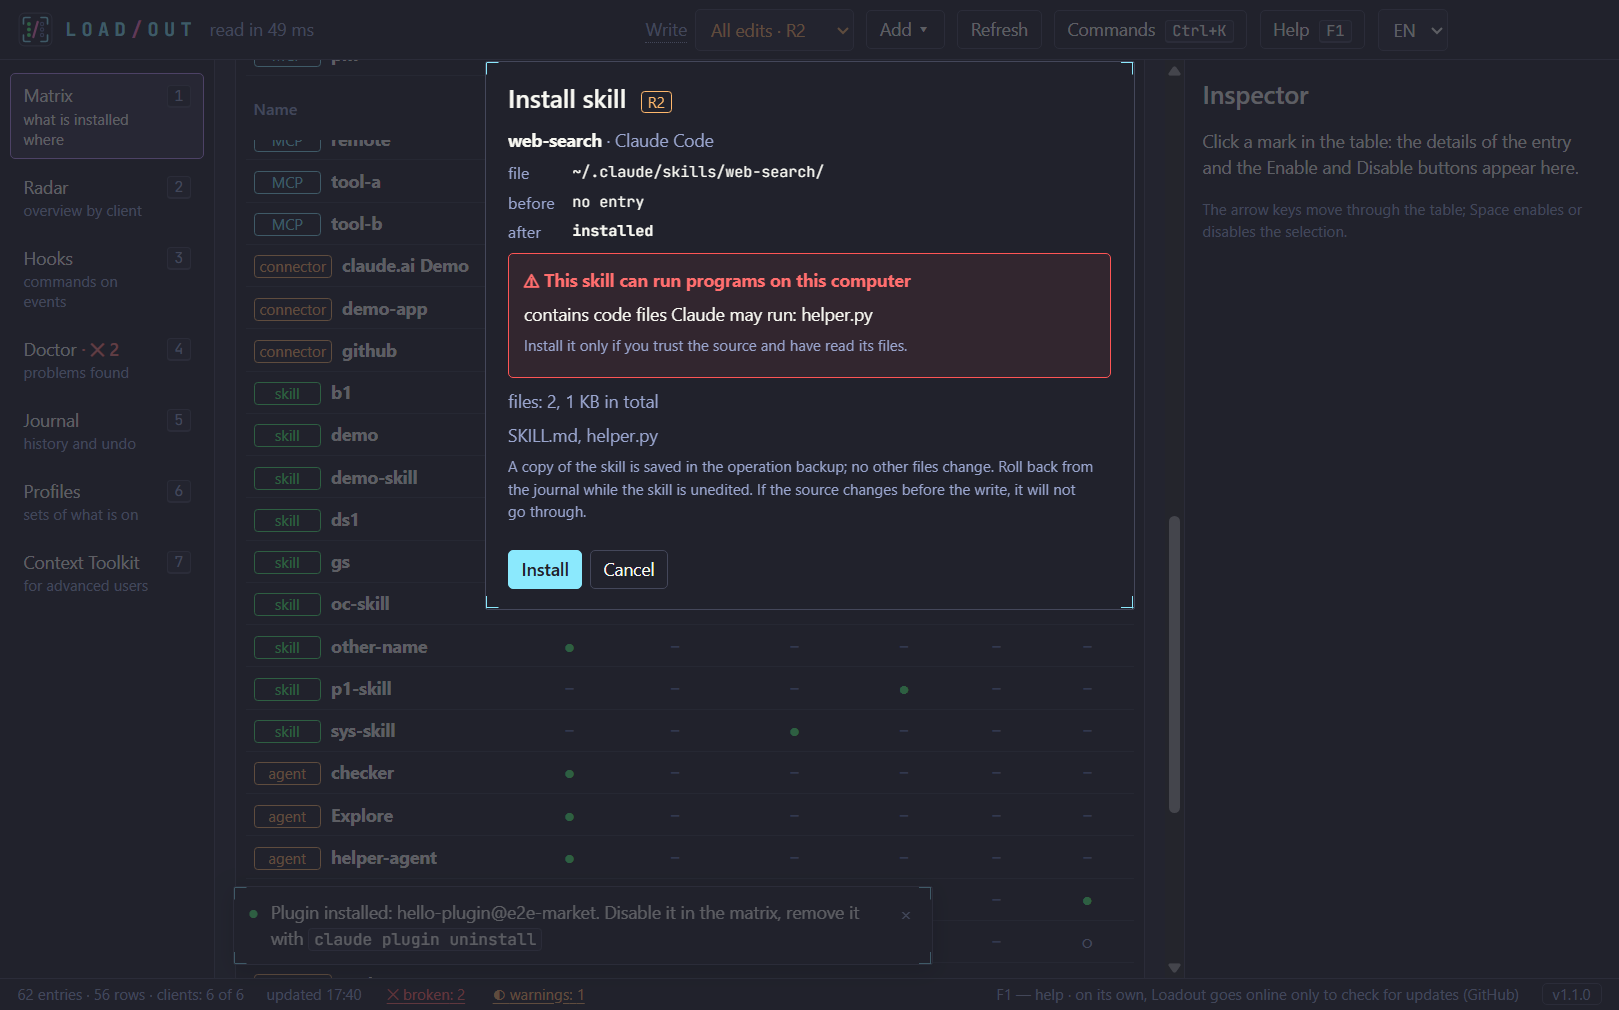 LOAD/OUT read in 49 ms Write All edits · R2 Add ▾ Refresh Commands Ctrl+K Help F1 EN
Matrix 1
what is installed
where
Radar 2
overview by client
Hooks 3
commands on
events
Doctor · ✕ 2 4
problems found
Journal 5
history and undo
Profiles 6
sets of what is on
Context Toolkit 7
for advanced users
Name
MCP remote
MCP tool-a
MCP tool-b
connector claude.ai Demo
connector demo-app
connector github
skill b1
skill demo
skill demo-skill
skill ds1
skill gs
skill oc-skill
skill other-name ● – – – – –
skill p1-skill – – – ● – –
skill sys-skill – – ● – – –
agent checker ● – – – – –
agent Explore ● – – – – –
agent helper-agent ● – – – – –
– ●
– ○
Install skill R2
web-search · Claude Code
file ~/.claude/skills/web-search/
before no entry
after installed
⚠ This skill can run programs on this computer
contains code files Claude may run: helper.py
Install it only if you trust the source and have read its files.
files: 2, 1 KB in total
SKILL.md, helper.py
A copy of the skill is saved in the operation backup; no other files change. Roll back from
the journal while the skill is unedited. If the source changes before the write, it will not
go through.
Install Cancel
Inspector
Click a mark in the table: the details of the entry
and the Enable and Disable buttons appear here.
The arrow keys move through the table; Space enables or
disables the selection.
● Plugin installed: hello-plugin@e2e-market. Disable it in the matrix, remove it ×
with claude plugin uninstall
62 entries · 56 rows · clients: 6 of 6 updated 17:40 ✕ broken: 2 ◐ warnings: 1 F1 — help · on its own, Loadout goes online only to check for updates (GitHub) v1.1.0